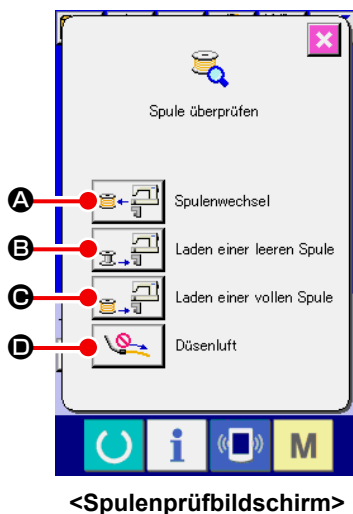 Spule überprüfen
A Spulenwechsel
B Laden einer leeren Spule
C Laden einer vollen Spule
D Düsenluft
i M
<Spulenprüfbildschirm>